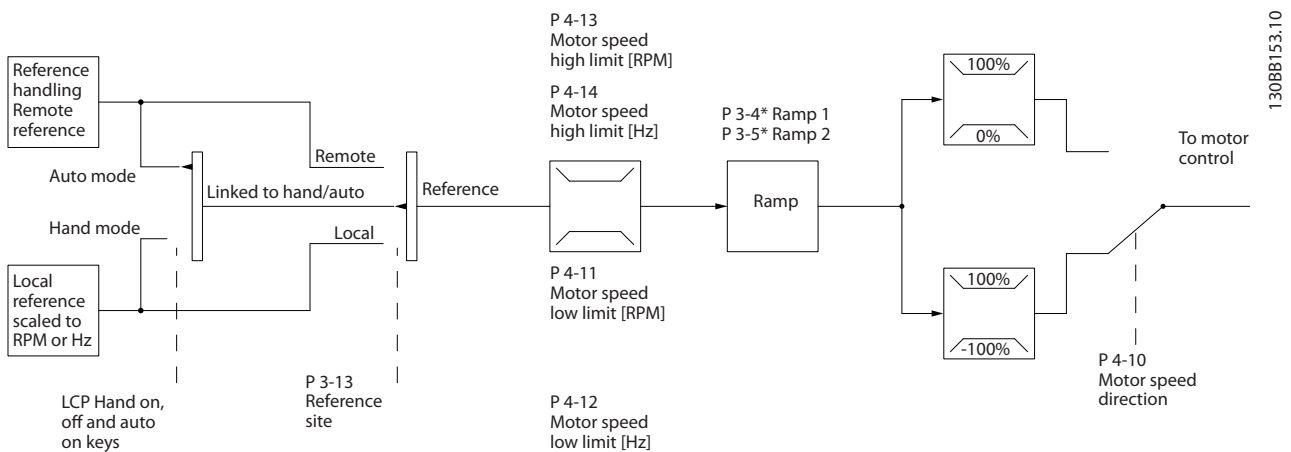 P 4-13
Motor speed
high limit [RPM]
P 4-14
Motor speed
high limit [Hz]
Reference
handling
Remote
reference
Auto mode
Remote
Linked to hand/auto
Reference
Hand mode
Local
Local
reference
scaled to
RPM or Hz
LCP Hand on,
off and auto
on keys
P 3-13
Reference
site
P 4-11
Motor speed
low limit [RPM]
P 4-12
Motor speed
low limit [Hz]
P 3-4* Ramp 1
P 3-5* Ramp 2
Ramp
100%
0%
100%
-100%
To motor
control
P 4-10
Motor speed
direction
130BB153.10